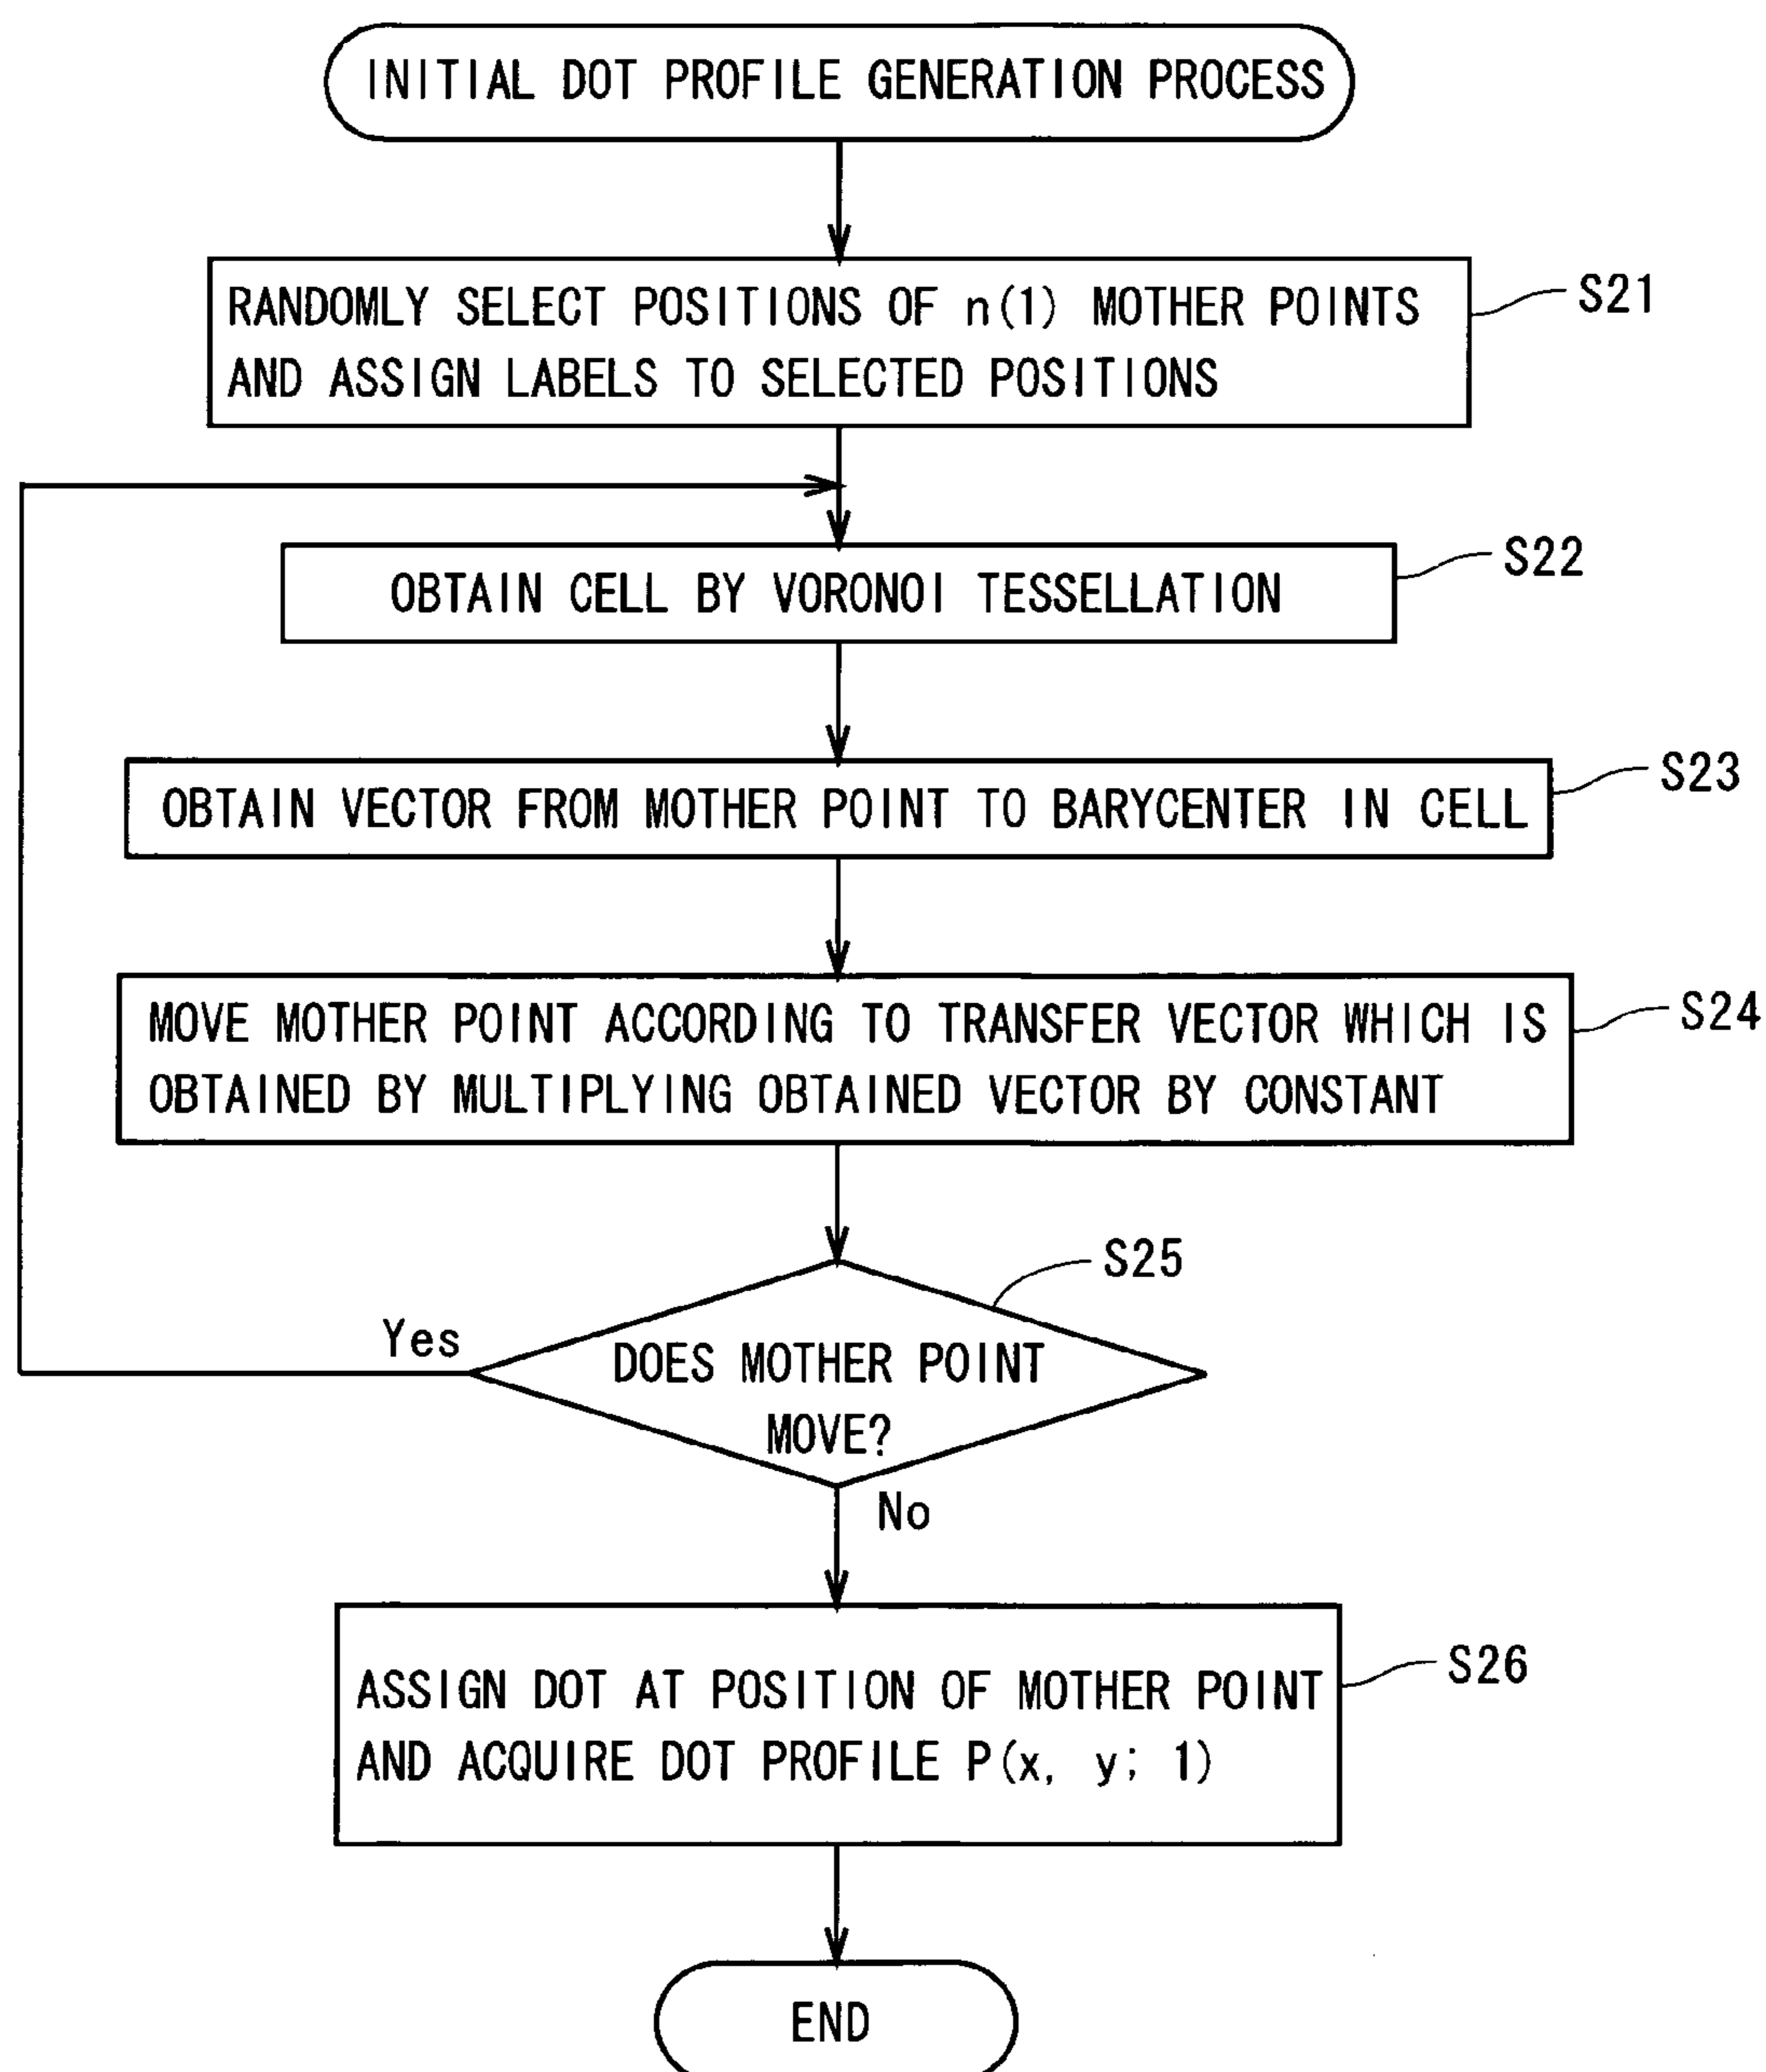 INITIAL DOT PROFILE GENERATION PROCESS
RANDOMLY SELECT POSITIONS OF n(1) MOTHER POINTS
AND ASSIGN LABELS TO SELECTED POSITIONS
S21
OBTAIN CELL BY VORONOI TESSELLATION
S22
OBTAIN VECTOR FROM MOTHER POINT TO BARYCENTER IN CELL
S23
MOVE MOTHER POINT ACCORDING TO TRANSFER VECTOR WHICH IS
OBTAINED BY MULTIPLYING OBTAINED VECTOR BY CONSTANT
S24
S25
Yes
DOES MOTHER POINT
MOVE?
No
ASSIGN DOT AT POSITION OF MOTHER POINT
AND ACQUIRE DOT PROFILE P(x, y; 1)
S26
END